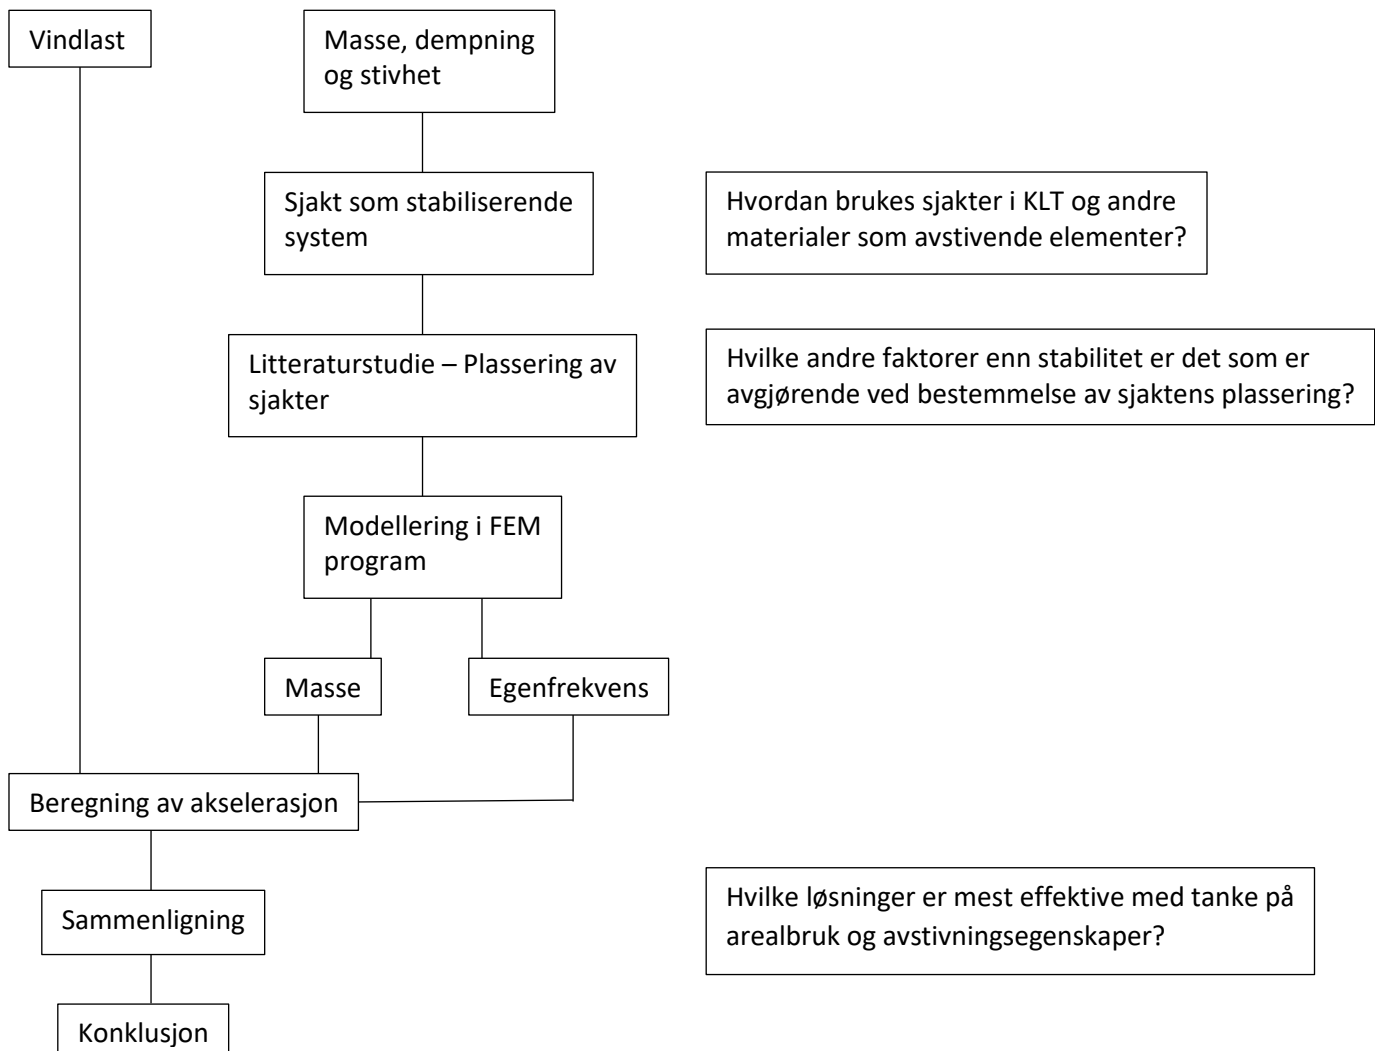 Vindlast
Masse, dempning
og stivhet
Sjakt som stabiliserende
system
Hvordan brukes sjakter i KLT og andre
materialer som avstivende elementer?
Litteraturstudie – Plassering av
sjakter
Hvilke andre faktorer enn stabilitet er det som er
avgjørende ved bestemmelse av sjaktens plassering?
Modellering i FEM
program
Masse
Egenfrekvens
Beregning av akselerasjon
Sammenligning
Hvilke løsninger er mest effektive med tanke på
arealbruk og avstivningsegenskaper?
Konklusjon